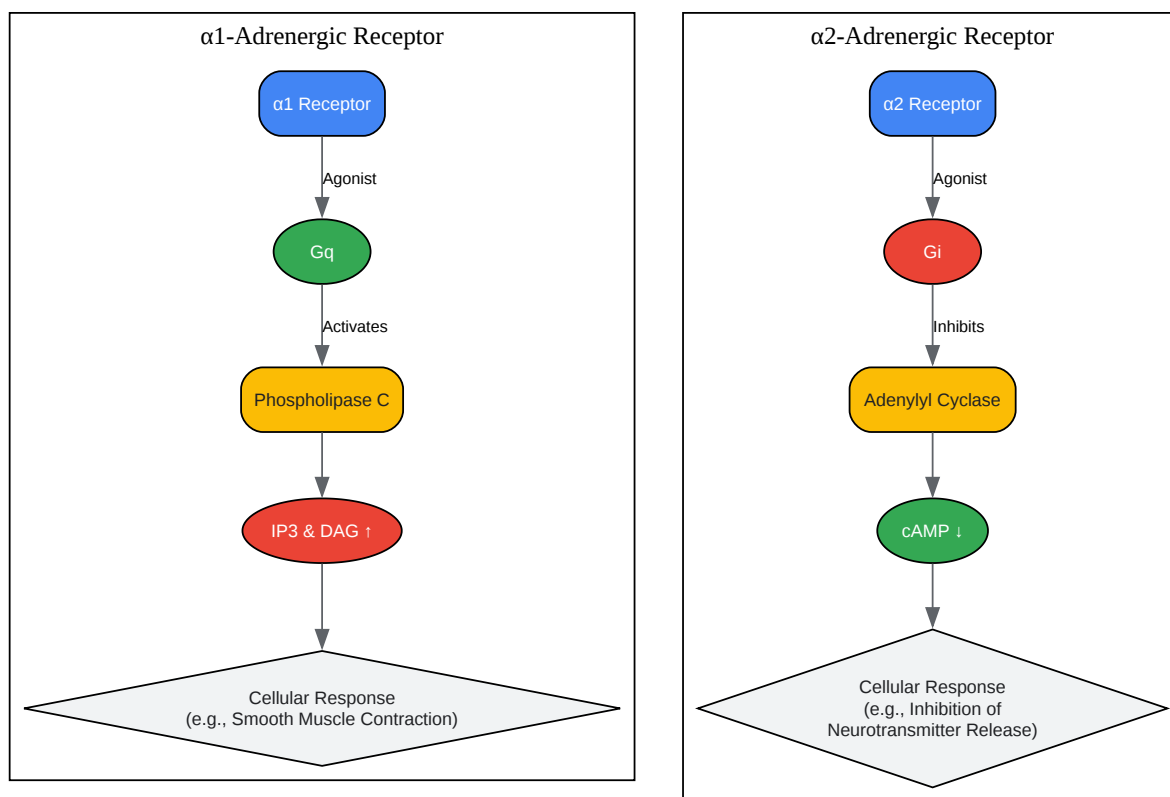 α1-Adrenergic Receptor
α1 Receptor
Agonist
Gq
Activates
Phospholipase C
IP3 & DAG ↑
Cellular Response
(e.g., Smooth Muscle Contraction)
α2-Adrenergic Receptor
α2 Receptor
Agonist
Gi
Inhibits
Adenylyl Cyclase
cAMP ↓
Cellular Response
(e.g., Inhibition of
Neurotransmitter Release)